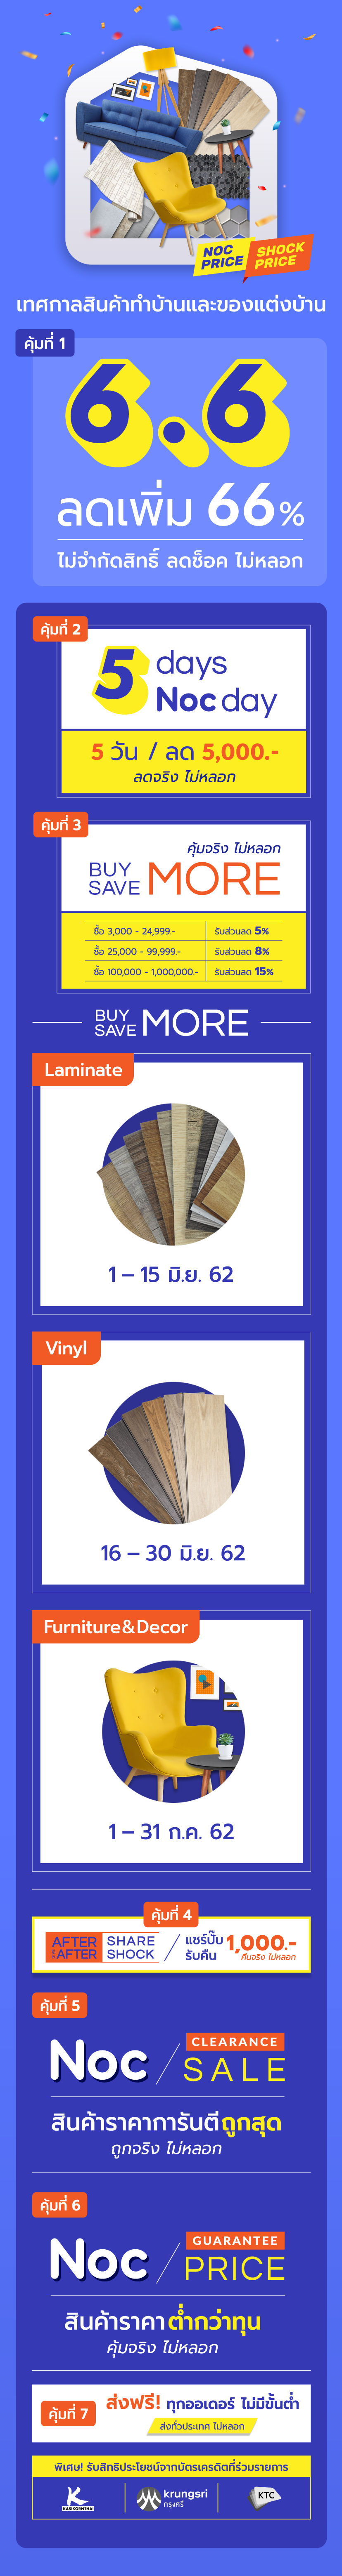 NOC
PRICE
SHOCK
PRICE
เทศกาลสินค้าทำบ้านและของแต่งบ้าน
คุ้มที่ 1
6.6
ลดเพิ่ม 66%
ไม่จำกัดสิทธิ์ ลดช็อค ไม่หลอก
คุ้มที่ 2
5 days
Noc day
5 วัน / ลด 5,000.-
ลดจริง ไม่หลอก
คุ้มที่ 3
คุ้มจริง ไม่หลอก
BUY
SAVE MORE
ซื้อ 3,000 - 24,999.- รับส่วนลด 5%
ซื้อ 25,000 - 99,999.- รับส่วนลด 8%
ซื้อ 100,000 - 1,000,000.- รับส่วนลด 15%
BUY
SAVE MORE
Laminate
1 – 15 มิ.ย. 62
Vinyl
16 – 30 มิ.ย. 62
Furniture&Decor
1 – 31 ก.ค. 62
คุ้มที่ 4
AFTER
AFTER
SHARE
SHOCK
แชร์ปั๊บ
รับคืน
1,000.-
คืนจริง ไม่หลอก
คุ้มที่ 5
Noc
CLEARANCE
SALE
สินค้าราคาการันตีถูกสุด
ถูกจริง ไม่หลอก
คุ้มที่ 6
Noc
GUARANTEE
PRICE
สินค้าราคาต่ำกว่าทุน
คุ้มจริง ไม่หลอก
คุ้มที่ 7
ส่งฟรี! ทุกออเดอร์ ไม่มีขั้นต่ำ
ส่งทั่วประเทศ ไม่หลอก
พิเศษ! รับสิทธิประโยชน์จากบัตรเครดิตที่ร่วมรายการ
KASIKORNTHAI
krungsri
กรุงศรี
KTC